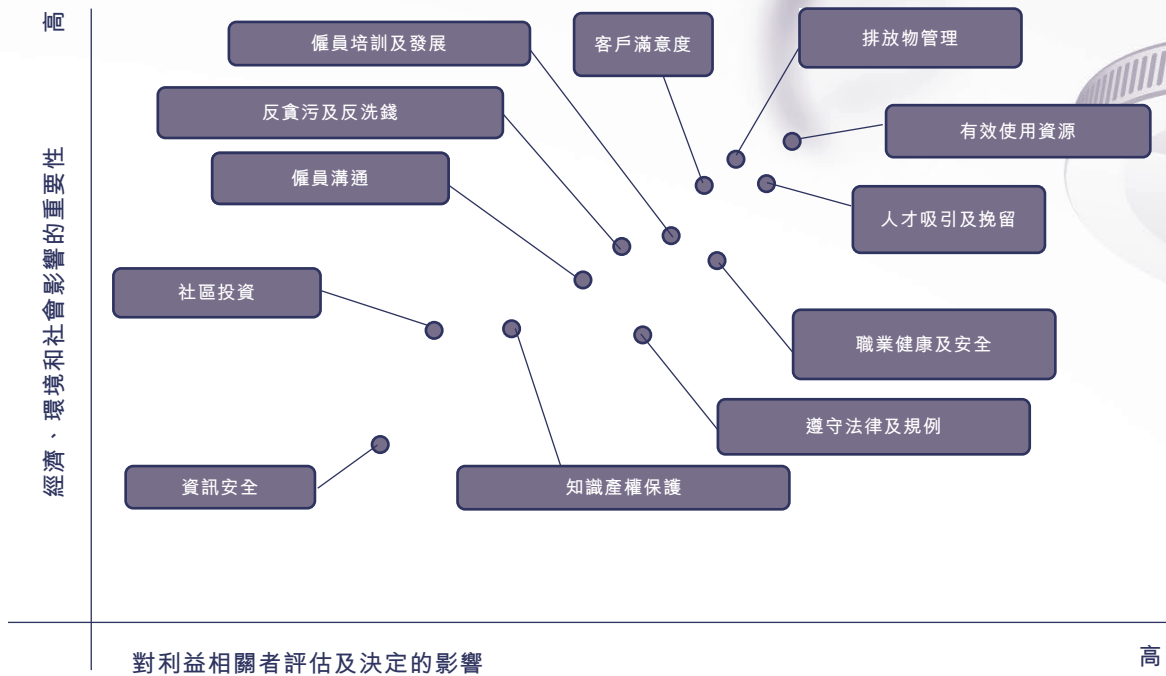 高
經濟、環境和社會影響的重要性
僱員培訓及發展
客戶滿意度
排放物管理
反貪污及反洗錢
有效使用資源
僱員溝通
人才吸引及挽留
社區投資
職業健康及安全
遵守法律及規例
資訊安全
知識產權保護
對利益相關者評估及決定的影響
高